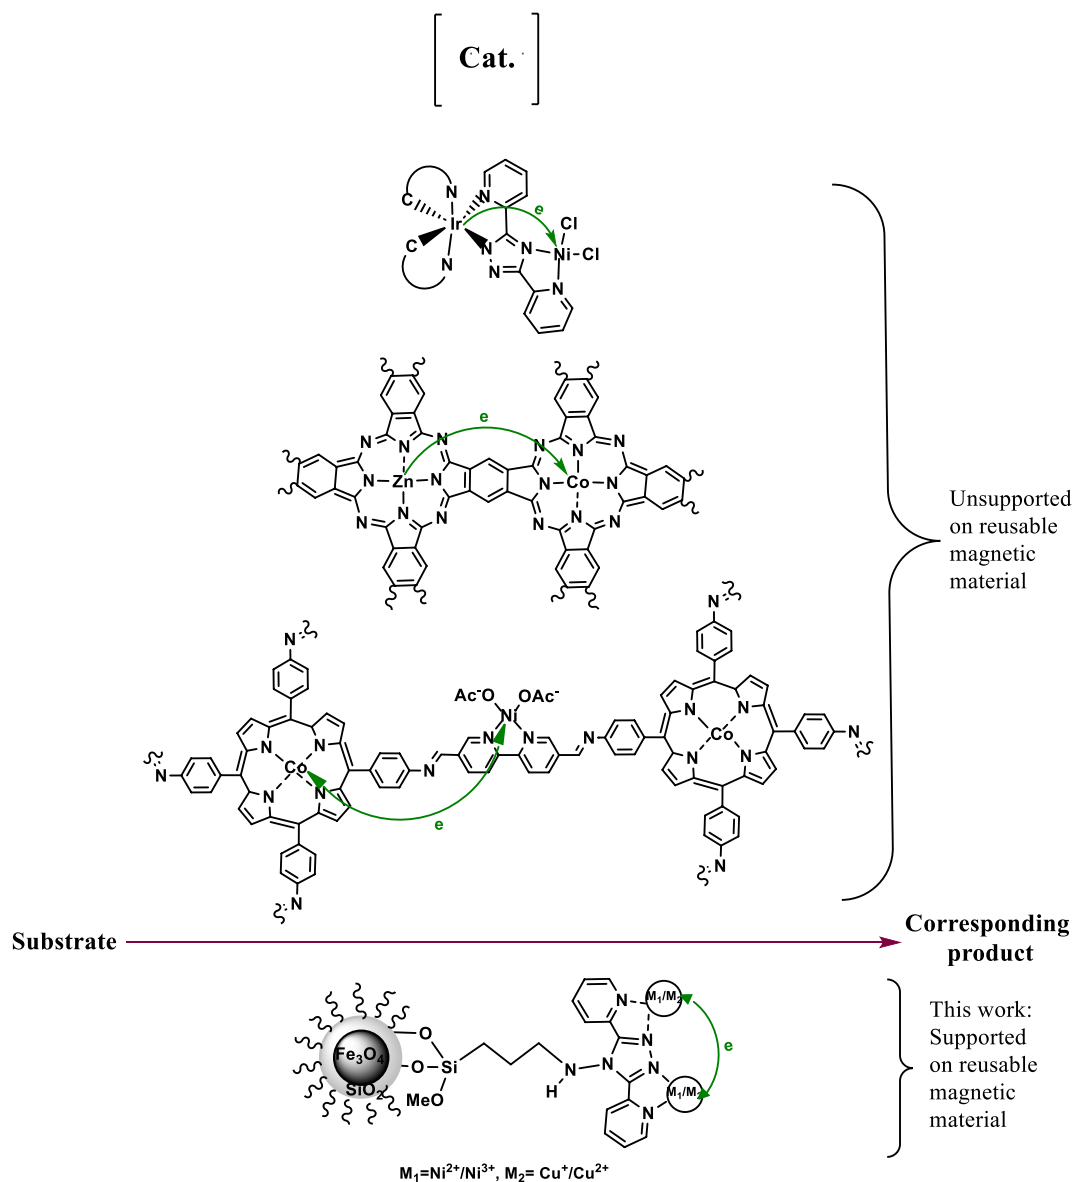 Cat.
N
N
C
Ir
e
Cl
C
N
N
Ni
Cl
N
N
N
e
N
N
N
N
N
N
N
Zn
N
N
Co
N
N
N
N
N
N
N
Unsupported
on reusable
magnetic
material
N
N
Ac⁻O
OAc⁻
Ni
N
N
N
N
N
N
N
N
Co
N
Co
N
N
N
N
N
N
N
e
N
N
Substrate
Corresponding
product
N
M₁/M₂
O
N
e
Fe₃O₄
O
Si
N
N
N
SiO₂
MeO
H
M₁/M₂
N
This work:
Supported
on reusable
magnetic
material
M₁=Ni²⁺/Ni³⁺, M₂= Cu⁺/Cu²⁺